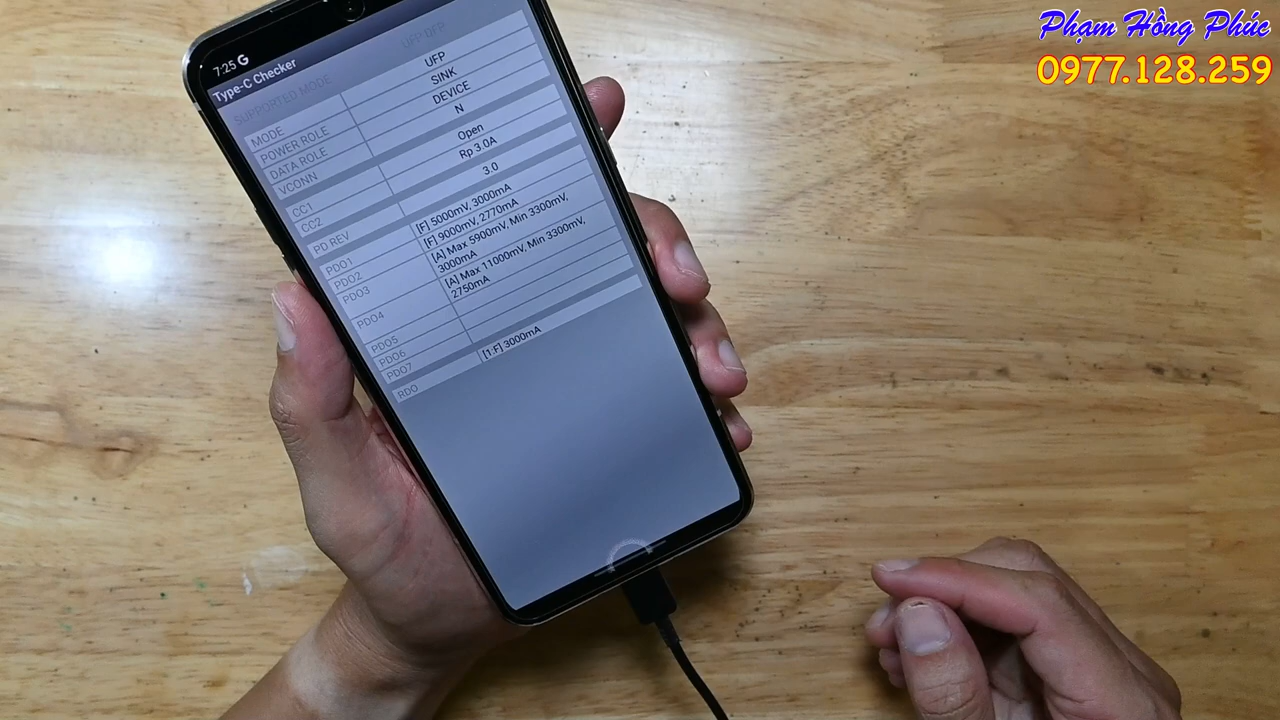 Phạm Hồng Phúc
0977.128.259
7:25 G
Type-C Checker
SUPPORTED MODE UFP DFP
MODE UFP
POWER ROLE SINK
DATA ROLE DEVICE
VCONN N
CC1 Open
CC2 Rp 3.0A
PD REV 3.0
PDO1 [F] 5000mV, 3000mA
PDO2 [F] 9000mV, 2770mA
PDO3 [A] Max 5900mV, Min 3300mV,
3000mA
PDO4 [A] Max 11000mV, Min 3300mV,
2750mA
PDO5
PDO6
PDO7
RDO [1:F] 3000mA